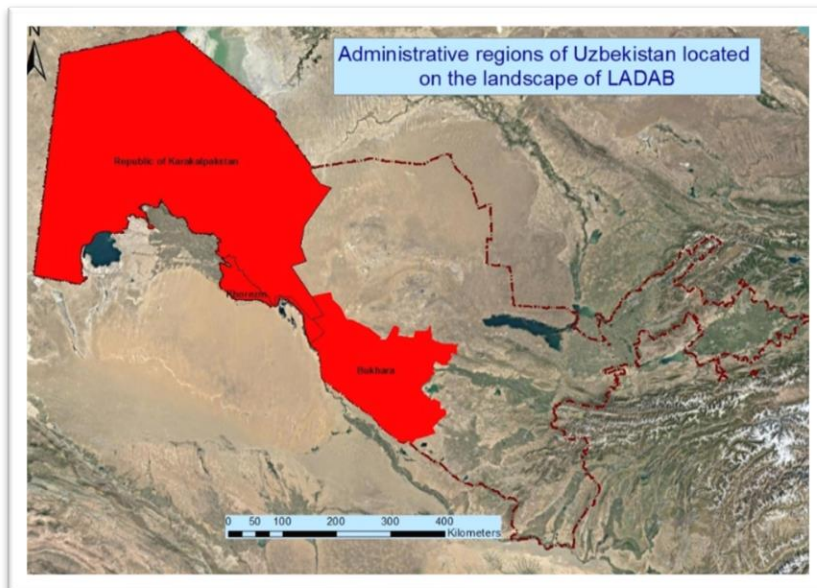 N
Administrative regions of Uzbekistan located
on the landscape of LADAB
Republic of Karakalpakstan
Khorezm
Bukhara
0 50 100 200 300 400
Kilometers